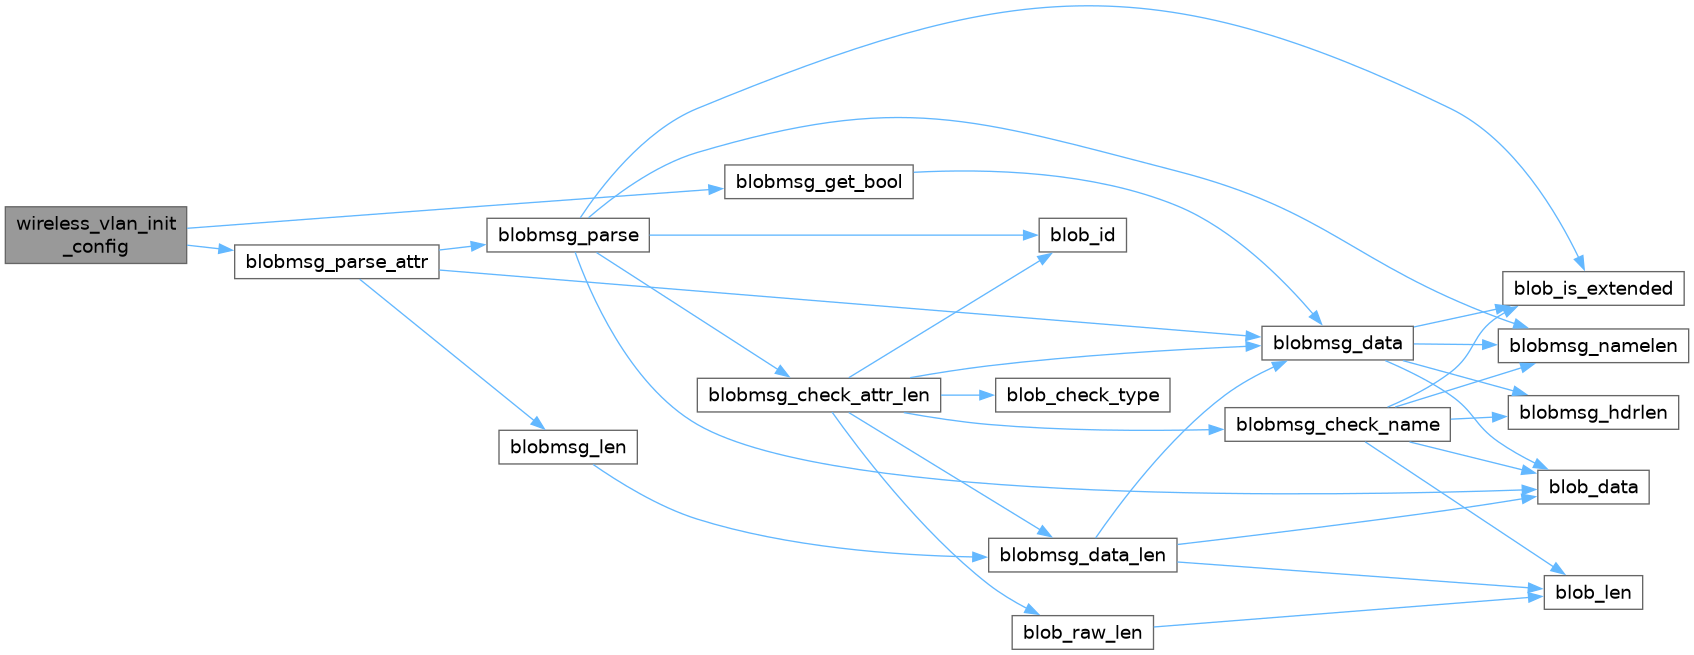 wireless_vlan_init
_config
blobmsg_get_bool
blobmsg_parse_attr
blobmsg_parse
blobmsg_len
blobmsg_check_attr_len
blob_id
blob_check_type
blobmsg_data_len
blob_raw_len
blobmsg_data
blobmsg_check_name
blob_is_extended
blobmsg_namelen
blobmsg_hdrlen
blob_data
blob_len